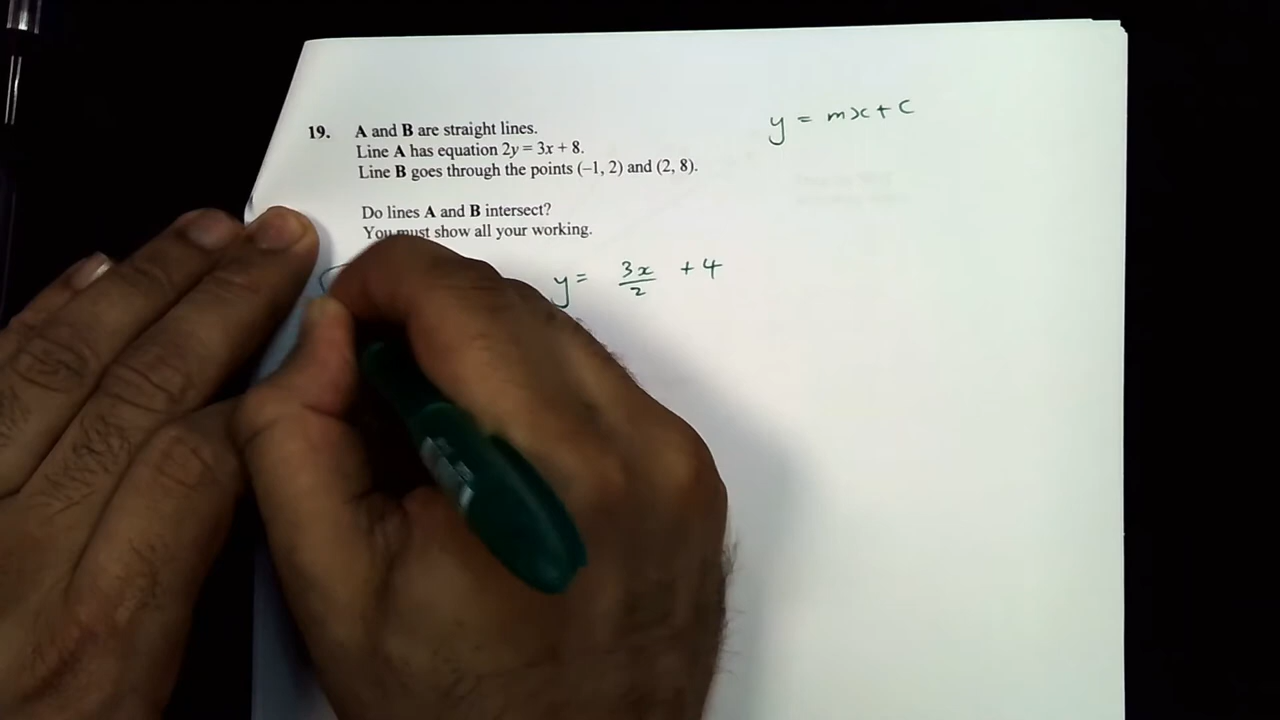 y = mx + c
19. A and B are straight lines.
Line A has equation 2y = 3x + 8.
Line B goes through the points (–1, 2) and (2, 8).
Do lines A and B intersect?
You must show all your working.
y = 3x/2 + 4